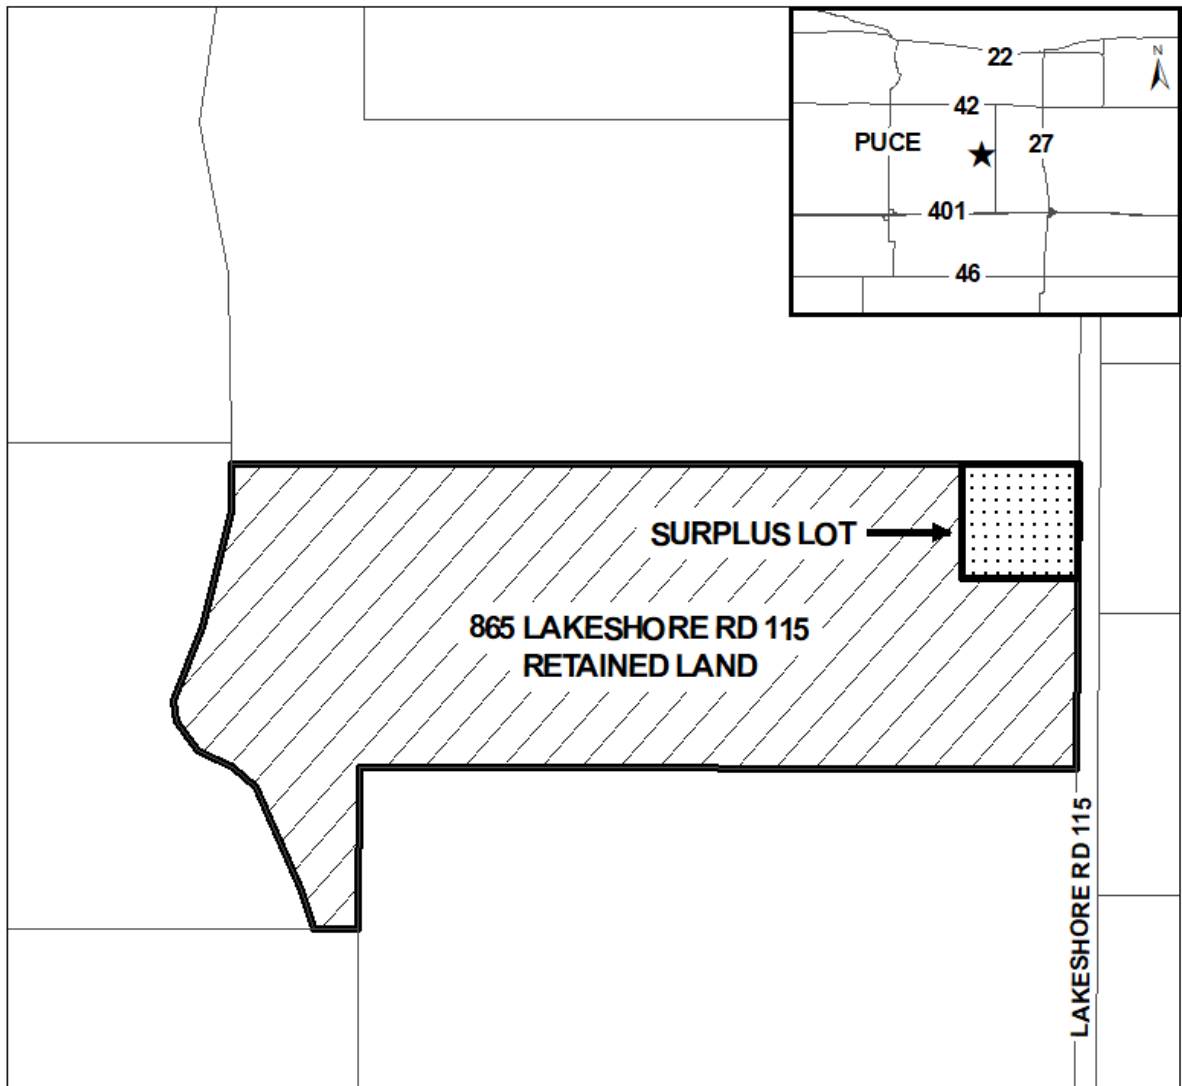 N
22
42
PUCE
27
401
46
SURPLUS LOT
865 LAKESHORE RD 115
RETAINED LAND
LAKESHORE RD 115